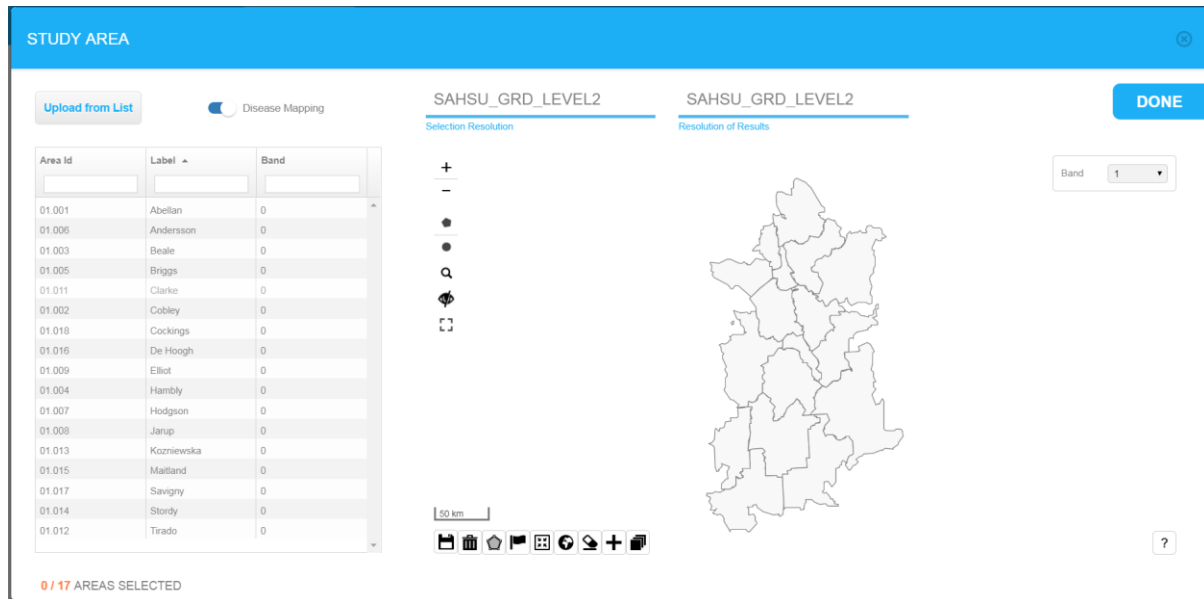 STUDY AREA
Upload from List
Disease Mapping
SAHSU_GRD_LEVEL2
Selection Resolution
SAHSU_GRD_LEVEL2
Resolution of Results
DONE
Area Id Label Band
01.001 Abellan 0
01.006 Andersson 0
01.003 Beale 0
01.005 Briggs 0
01.011 Clarke 0
01.002 Cobley 0
01.018 Cockings 0
01.016 De Hoogh 0
01.009 Elliot 0
01.004 Hambly 0
01.007 Hodgson 0
01.008 Jarup 0
01.013 Kozniewska 0
01.015 Maitland 0
01.017 Savigny 0
01.014 Stordy 0
01.012 Tirado 0
0 / 17 AREAS SELECTED
+
−
50 km
Band 1
?